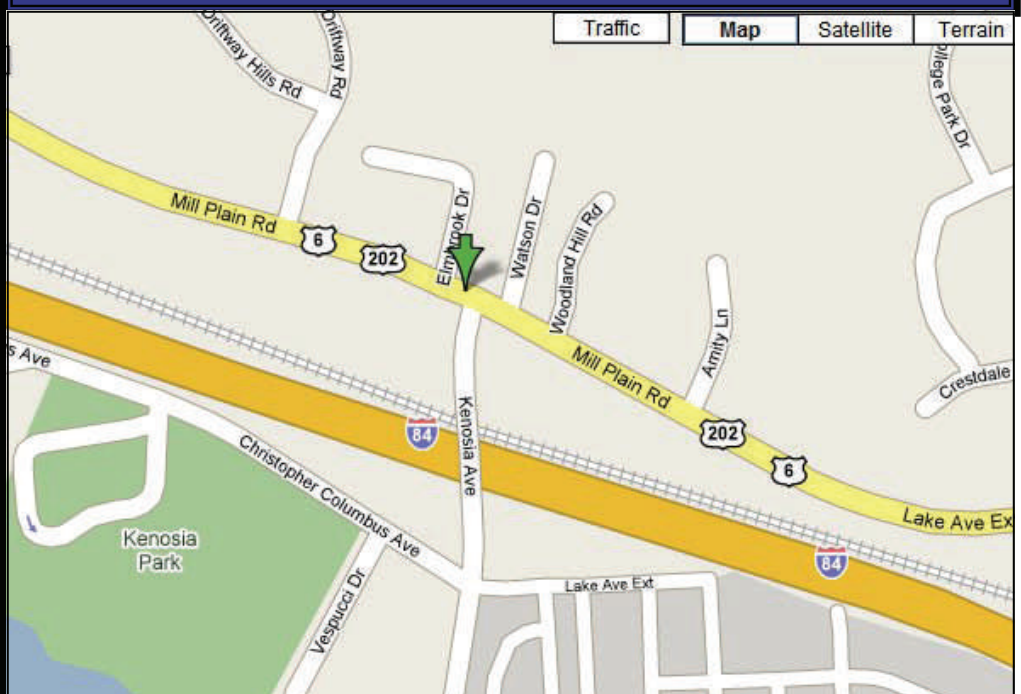 Traffic
Map
Satellite
Terrain
Driftway Hills Rd
Driftway Rd
ollege Park Dr
Mill Plain Rd
6
202
Elmbrook Dr
Watson Dr
Woodland Hill Rd
Amity Ln
Mill Plain Rd
Crestdale
s Ave
84
Kenosia Ave
202
6
Christopher Columbus Ave
Lake Ave Ex
Kenosia
Park
84
Vespucci Dr
Lake Ave Ext